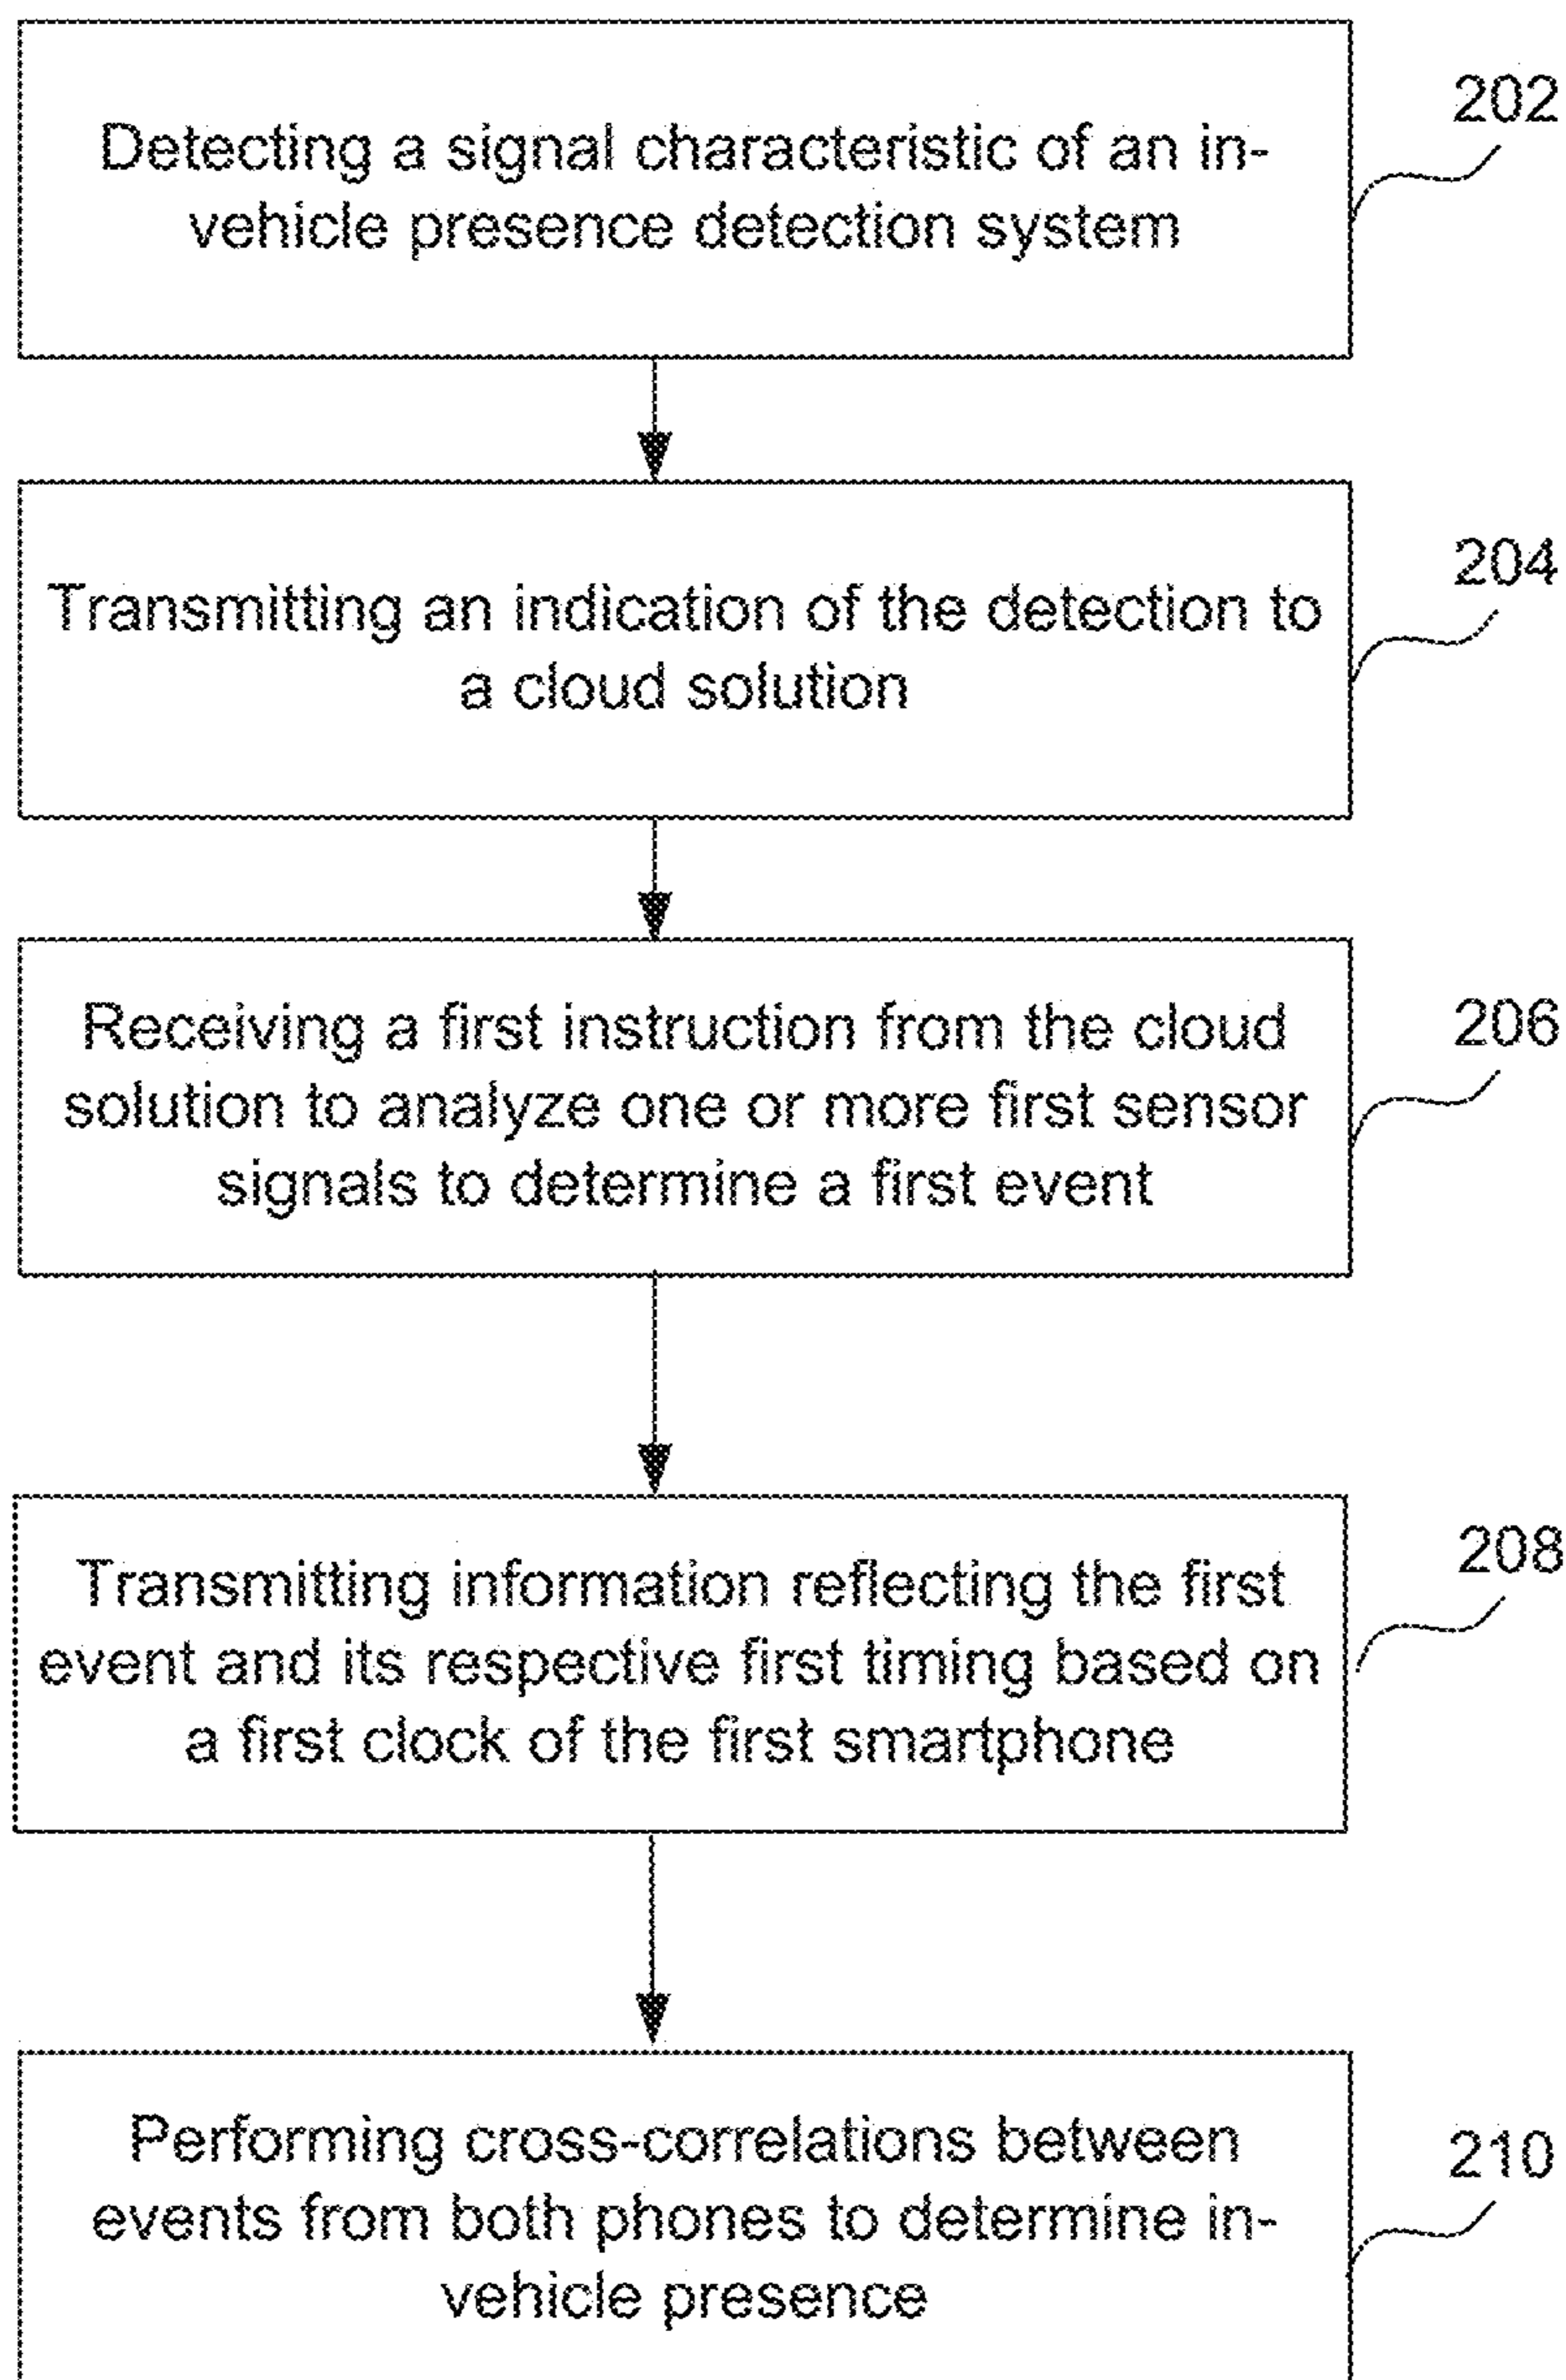 202
Detecting a signal characteristic of an in-
vehicle presence detection system
204
Transmitting an indication of the detection to
a cloud solution
206
Receiving a first instruction from the cloud
solution to analyze one or more first sensor
signals to determine a first event
208
Transmitting information reflecting the first
event and its respective first timing based on
a first clock of the first smartphone
210
Performing cross-correlations between
events from both phones to determine in-
vehicle presence